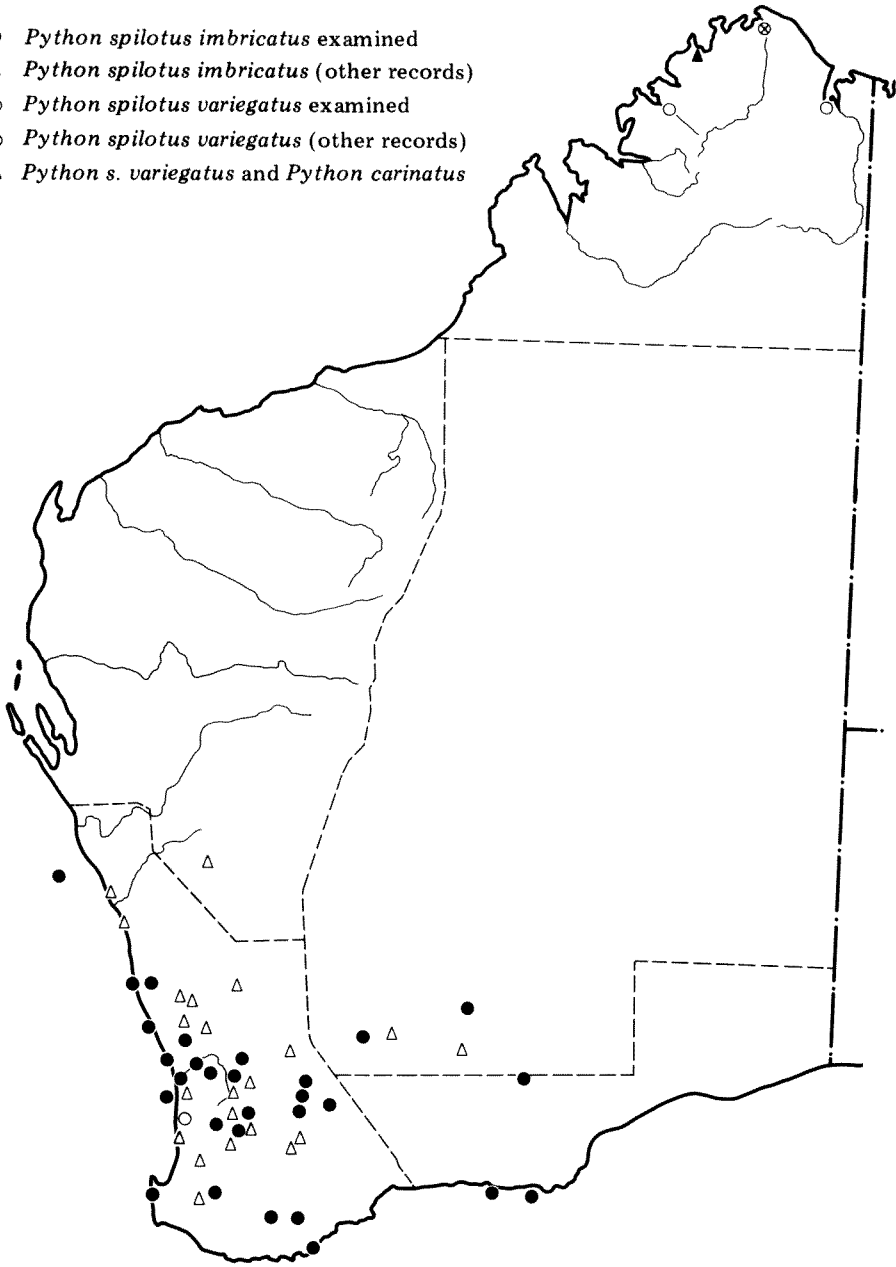 Python spilotus imbricatus examined
Python spilotus imbricatus (other records)
Python spilotus variegatus examined
Python spilotus variegatus (other records)
Python s. variegatus and Python carinatus